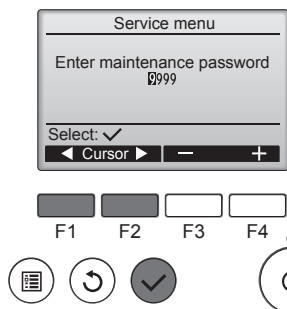 Service menu
Enter maintenance password
9999
Select: ✓
◀ Cursor ▶ − +
F1 F2 F3 F4